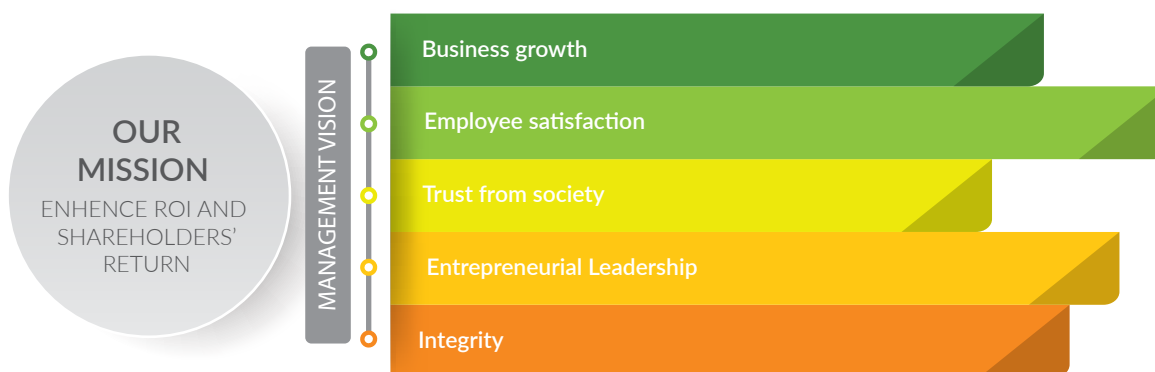 OUR
MISSION
ENHENCE ROI AND
SHAREHOLDERS'
RETURN
MANAGEMENT VISION
Business growth
Employee satisfaction
Trust from society
Entrepreneurial Leadership
Integrity